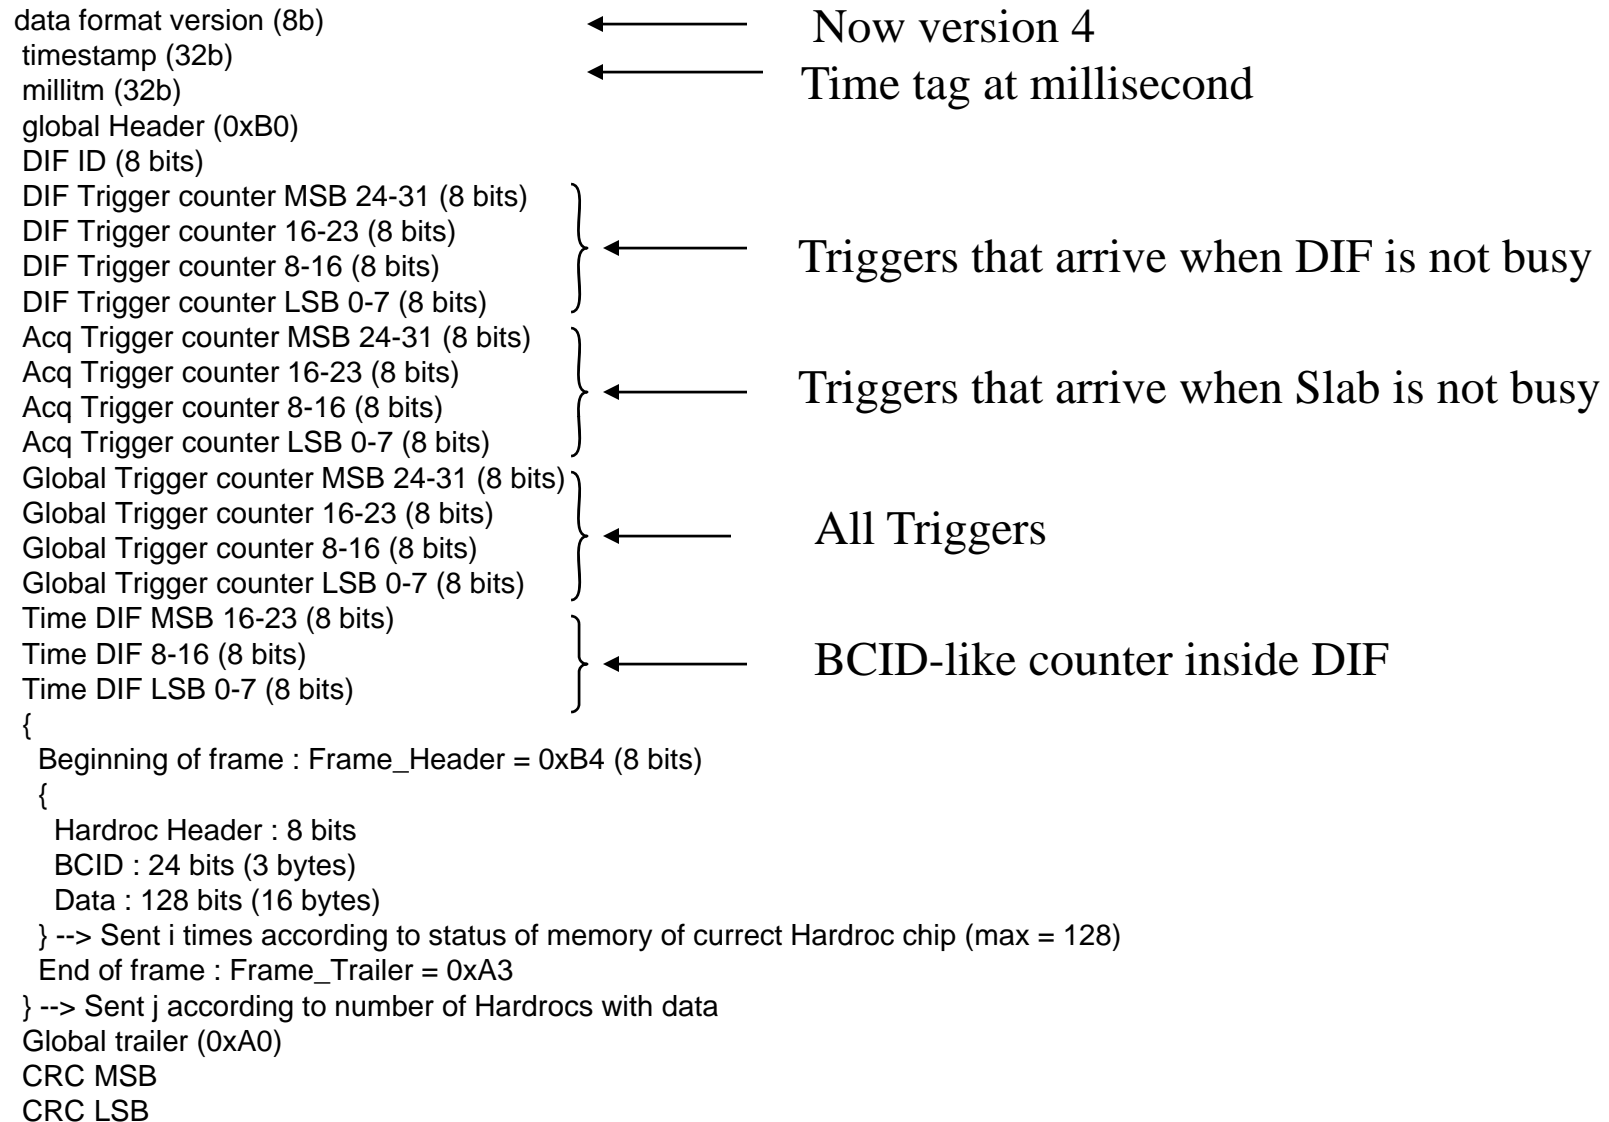 data format version (8b)
Now version 4
timestamp (32b)
Time tag at millisecond
millitm (32b)
global Header (0xB0)
DIF ID (8 bits)
DIF Trigger counter MSB 24-31 (8 bits)
DIF Trigger counter 16-23 (8 bits)
Triggers that arrive when DIF is not busy
DIF Trigger counter 8-16 (8 bits)
DIF Trigger counter LSB 0-7 (8 bits)
Acq Trigger counter MSB 24-31 (8 bits)
Acq Trigger counter 16-23 (8 bits)
Triggers that arrive when Slab is not busy
Acq Trigger counter 8-16 (8 bits)
Acq Trigger counter LSB 0-7 (8 bits)
Global Trigger counter MSB 24-31 (8 bits)
Global Trigger counter 16-23 (8 bits)
All Triggers
Global Trigger counter 8-16 (8 bits)
Global Trigger counter LSB 0-7 (8 bits)
Time DIF MSB 16-23 (8 bits)
Time DIF 8-16 (8 bits)
BCID-like counter inside DIF
Time DIF LSB 0-7 (8 bits)
{
Beginning of frame : Frame_Header = 0xB4 (8 bits)
{
Hardroc Header : 8 bits
BCID : 24 bits (3 bytes)
Data : 128 bits (16 bytes)
} --> Sent i times according to status of memory of currect Hardroc chip (max = 128)
End of frame : Frame_Trailer = 0xA3
} --> Sent j according to number of Hardrocs with data
Global trailer (0xA0)
CRC MSB
CRC LSB